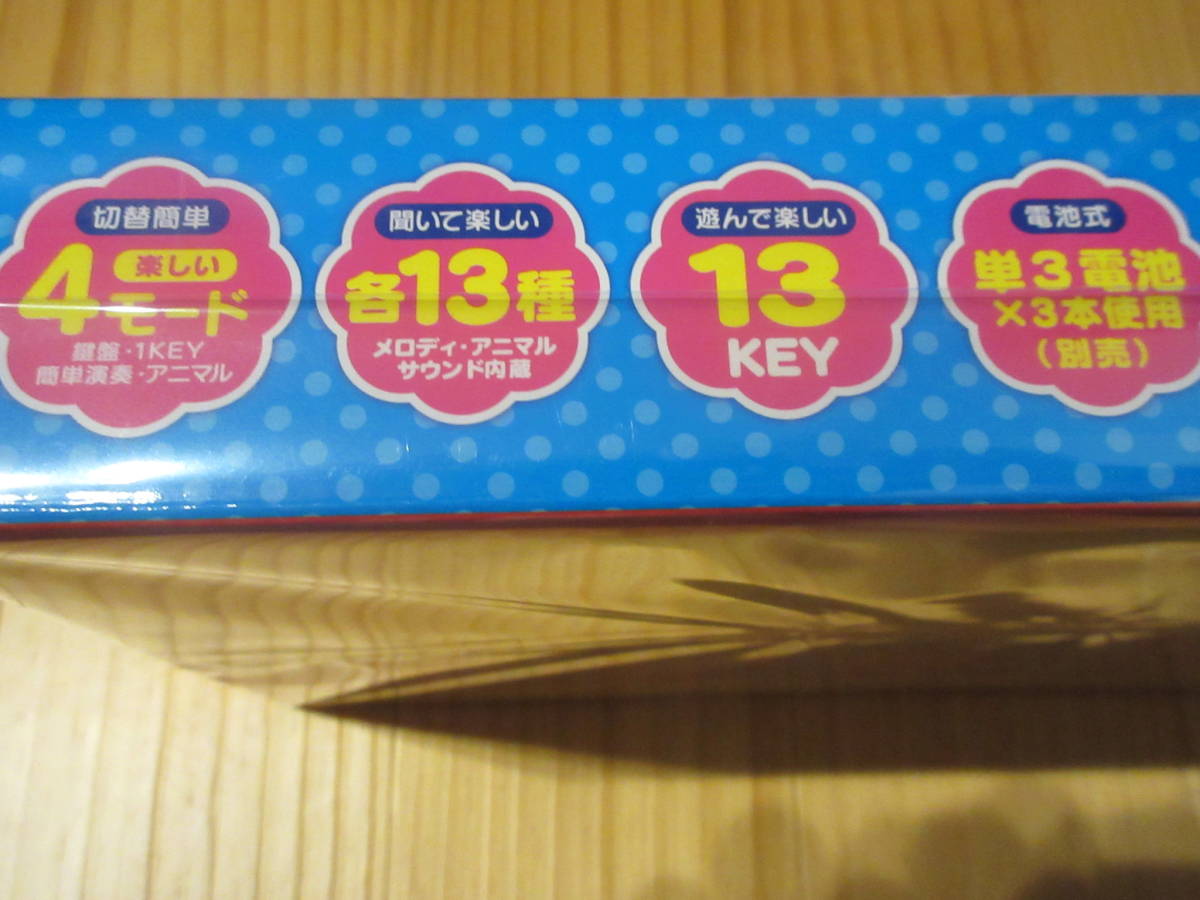 切替簡単
4 楽しい
モード
鍵盤・1KEY
簡単演奏・アニマル
聞いて楽しい
各13種
メロディ・アニマル
サウンド内蔵
遊んで楽しい
13
KEY
電池式
単3電池
×3本使用
(別売)